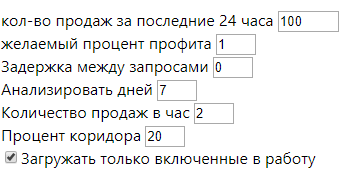 кол-во продаж за последние 24 часа 100
желаемый процент профита 1
Задержка между запросами 0
Анализировать дней 7
Количество продаж в час 2
Процент коридора 20
Загружать только включенные в работу